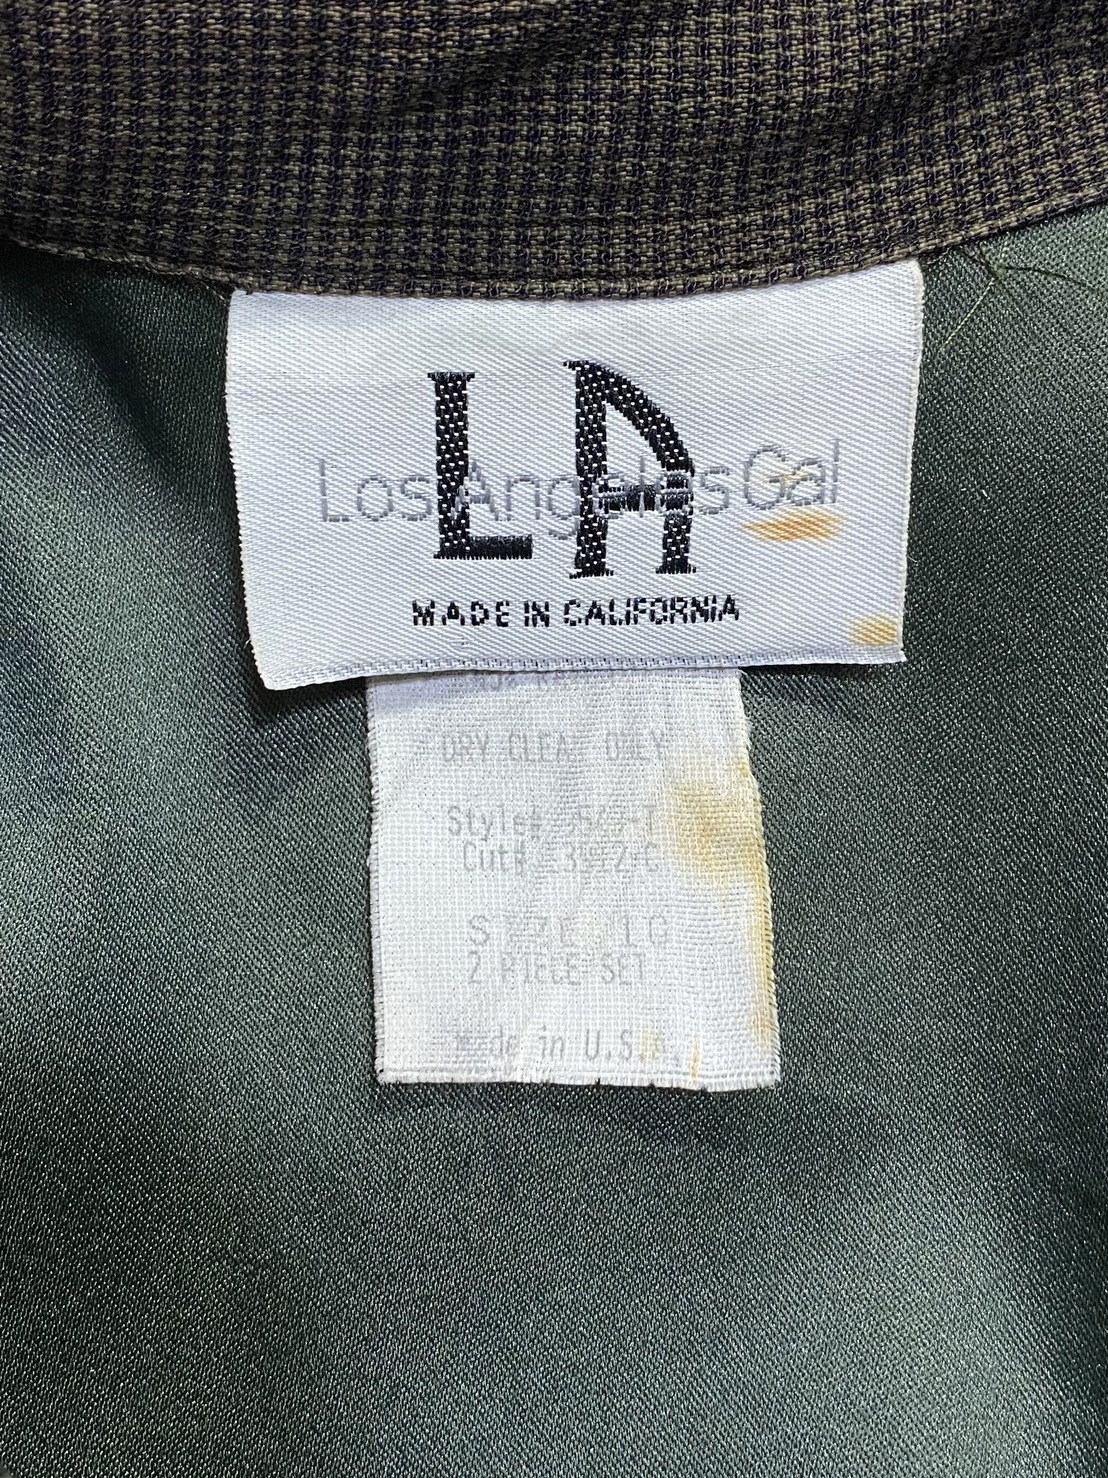 LA
Los Angeles Gal
MADE IN CALIFORNIA
DRY CLEAN ONLY
Style#
Cut#
SIZE 10
2 PIECE SET
Made in U.S.A.